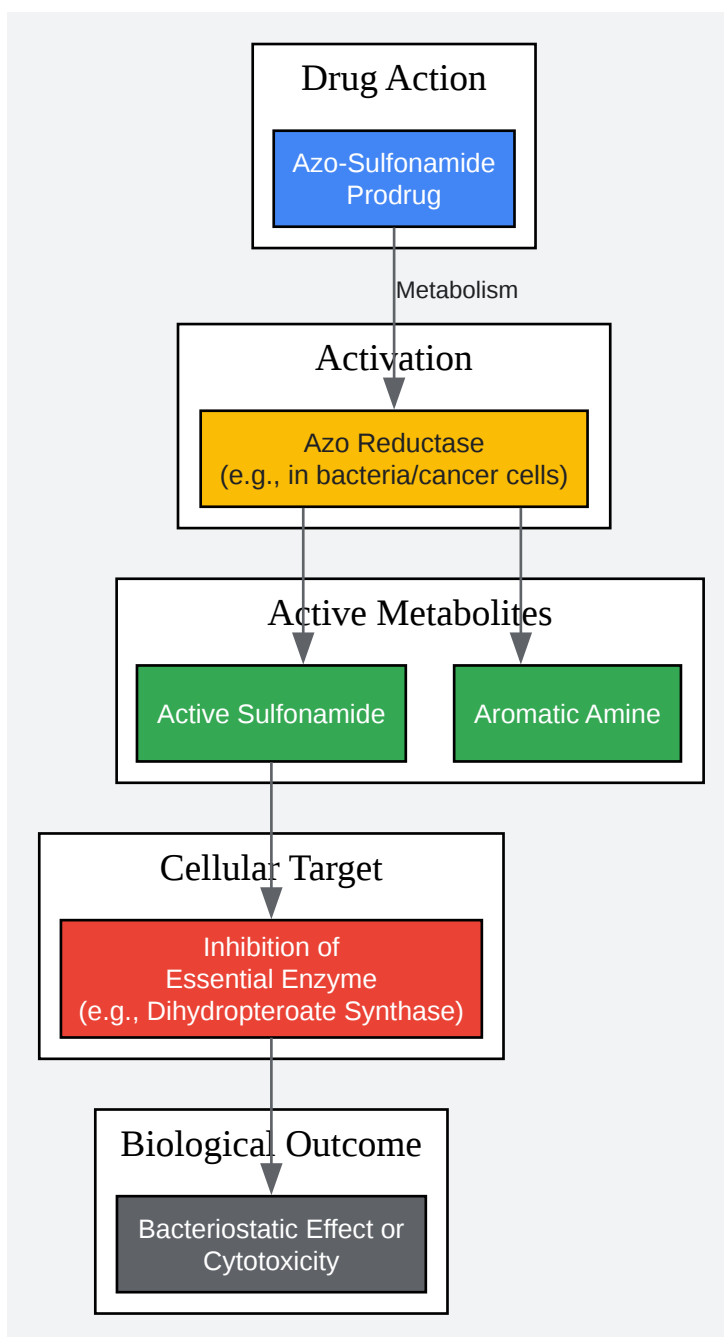 Drug Action
Azo-Sulfonamide
Prodrug
Metabolism
Activation
Azo Reductase
(e.g., in bacteria/cancer cells)
Active Metabolites
Active Sulfonamide
Aromatic Amine
Cellular Target
Inhibition of
Essential Enzyme
(e.g., Dihydropteroate Synthase)
Biological Outcome
Bacteriostatic Effect or
Cytotoxicity